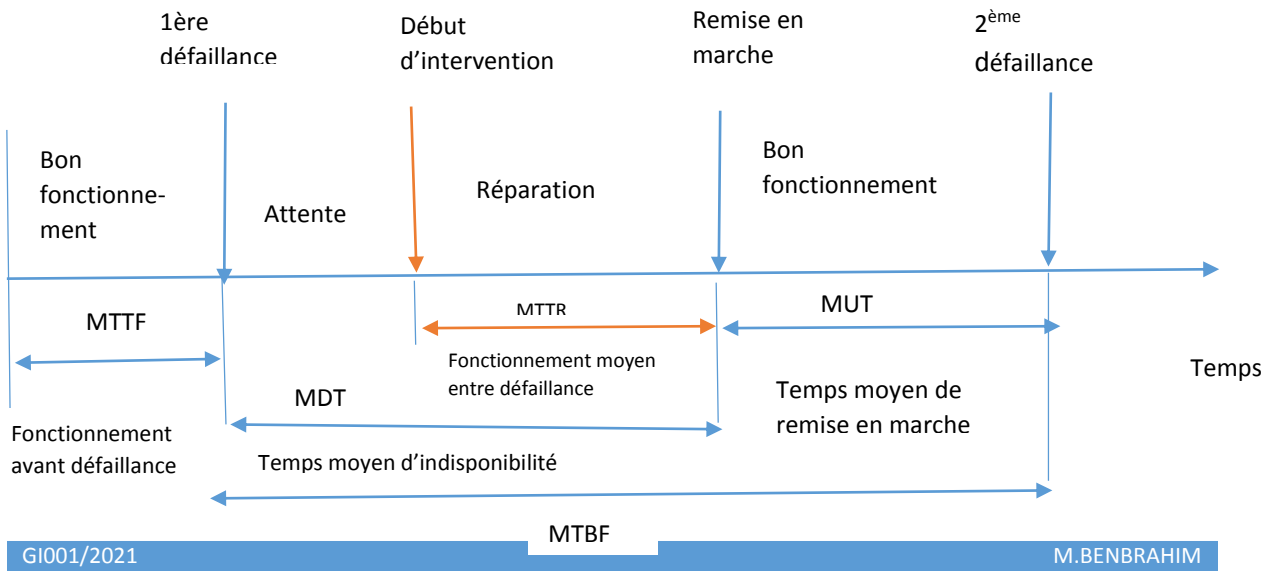 1ère
défaillance
Début
d’intervention
Remise en
marche
2ème
défaillance
Bon
fonctionne-
ment
Attente
Réparation
Bon
fonctionnement
MTTF
MTTR
MUT
Fonctionnement moyen
entre défaillance
Temps
MDT
Temps moyen de
remise en marche
Fonctionnement
avant défaillance
Temps moyen d’indisponibilité
MTBF
GI001/2021
M.BENBRAHIM